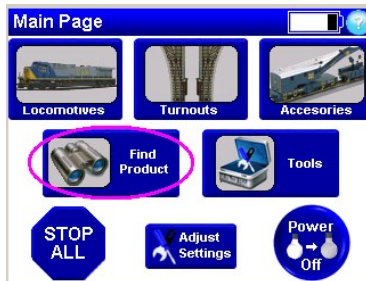 Main Page
?
Locomotives
Turnouts
Accesories
Find
Product
Tools
STOP
ALL
Adjust
Settings
Power
Off